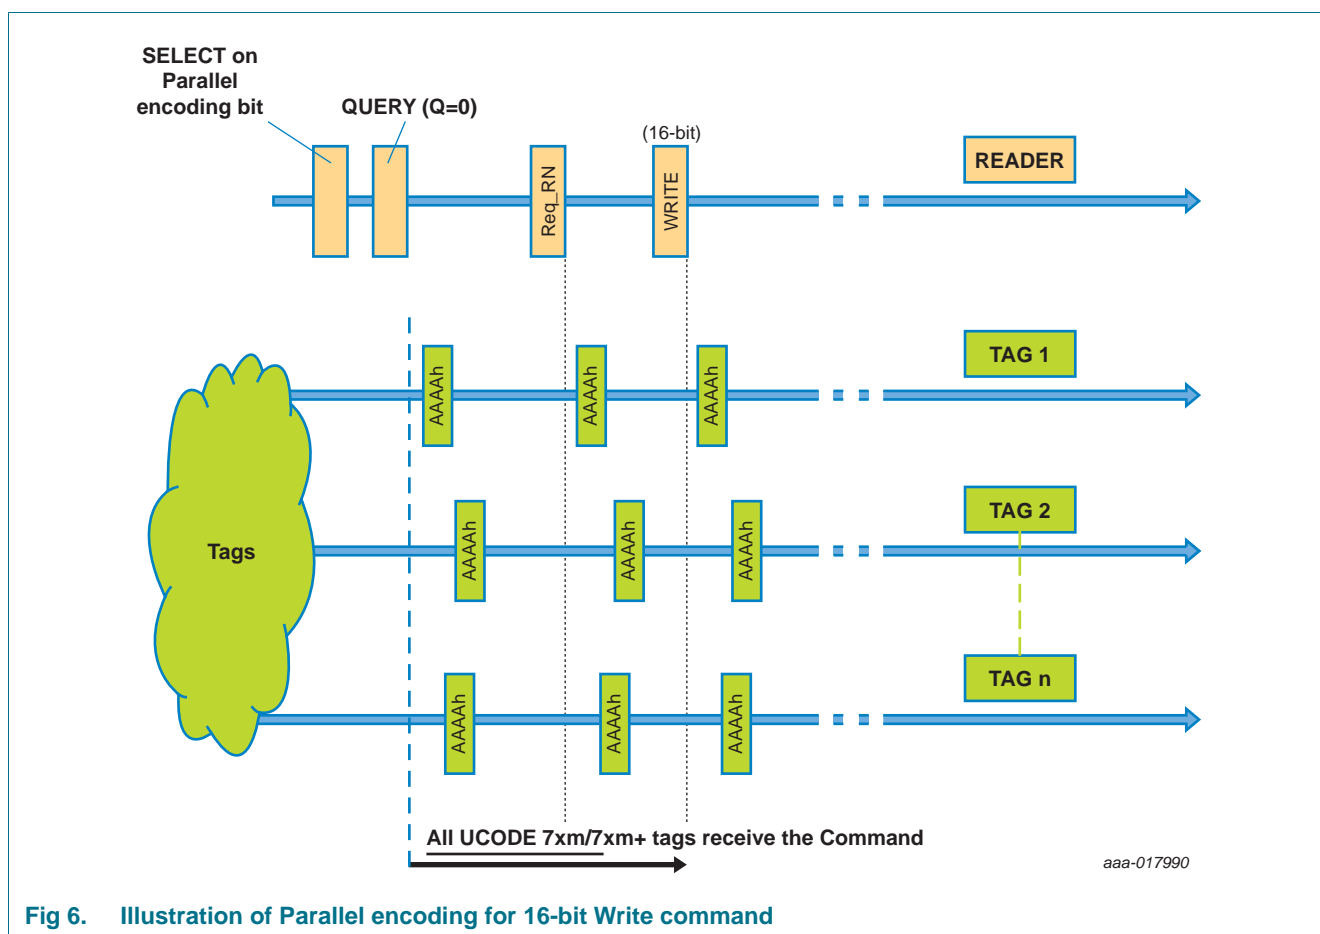 SELECT on
Parallel
encoding bit
QUERY (Q=0)
(16-bit)
READER
Req_RN
WRITE
TAG 1
AAAAh
AAAAh
AAAAh
TAG 2
AAAAh
AAAAh
AAAAh
Tags
TAG n
AAAAh
AAAAh
AAAAh
All UCODE 7xm/7xm+ tags receive the Command
aaa-017990
Fig 6. Illustration of Parallel encoding for 16-bit Write command